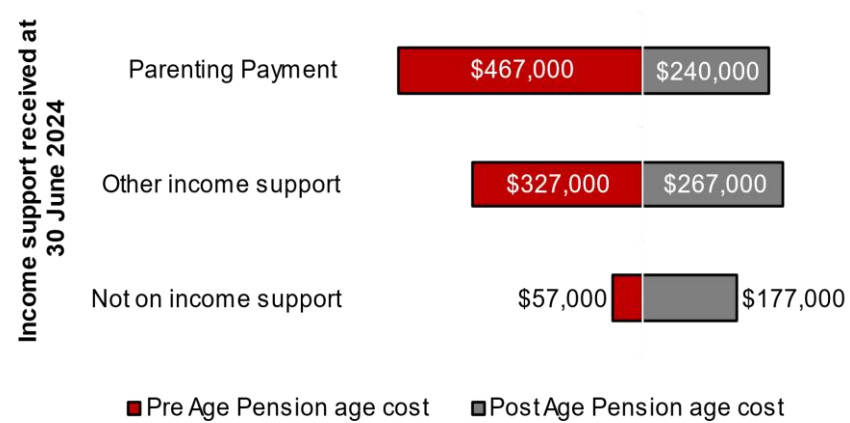 Income support received at
30 June 2024
Parenting Payment
$467,000
$240,000
Other income support
$327,000
$267,000
Not on income support
$57,000
$177,000
Pre Age Pension age cost
Post Age Pension age cost